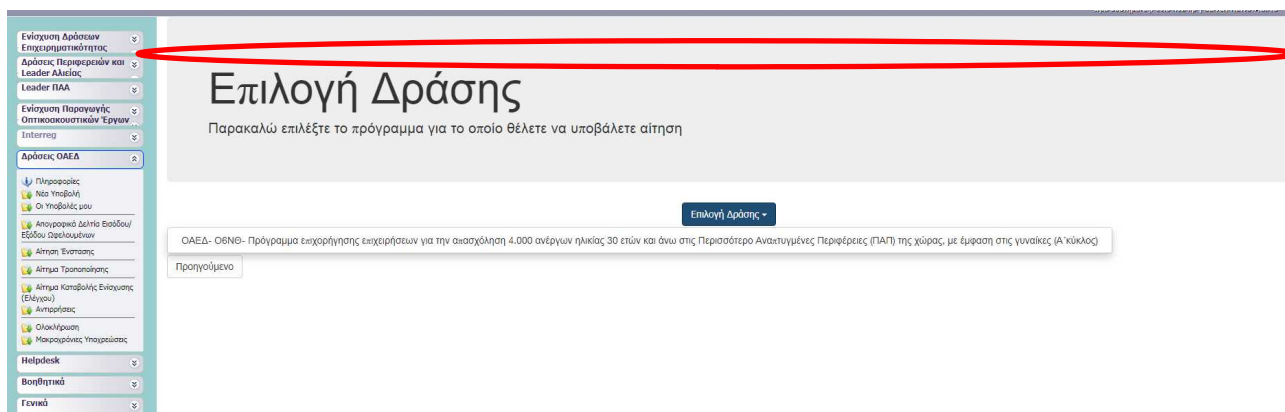 Ενίσχυση Δράσεων
Επιχειρηματικότητας
Δράσεις Περιφερειών και
Leader Αλιείας
Leader ΠΑΑ
Ενίσχυση Παραγωγής
Οπτικοακουστικών Έργων
Interreg
Δράσεις ΟΑΕΔ
Πληροφορίες
Νέα Υποβολή
Οι Υποβολές μου
Απογραφικά Δελτία Εισόδου/
Εξόδου Ωφελουμένων
Αίτηση Ένστασης
Αίτημα Τροποποίησης
Αίτημα Καταβολής Ενίσχυσης
(Ελέγχου)
Αντιρρήσεις
Ολοκλήρωση
Μακροχρόνιες Υποχρεώσεις
Helpdesk
Βοηθητικά
Γενικά
Επιλογή Δράσης
Παρακαλώ επιλέξτε το πρόγραμμα για το οποίο θέλετε να υποβάλετε αίτηση
Επιλογή Δράσης
ΟΑΕΔ- Ο6ΝΘ- Πρόγραμμα επιχορήγησης επιχειρήσεων για την απασχόληση 4.000 ανέργων ηλικίας 30 ετών και άνω στις Περισσότερο Αναπτυγμένες Περιφέρειες (ΠΑΠ) της χώρας, με έμφαση στις γυναίκες (Α΄κύκλος)
Προηγούμενο